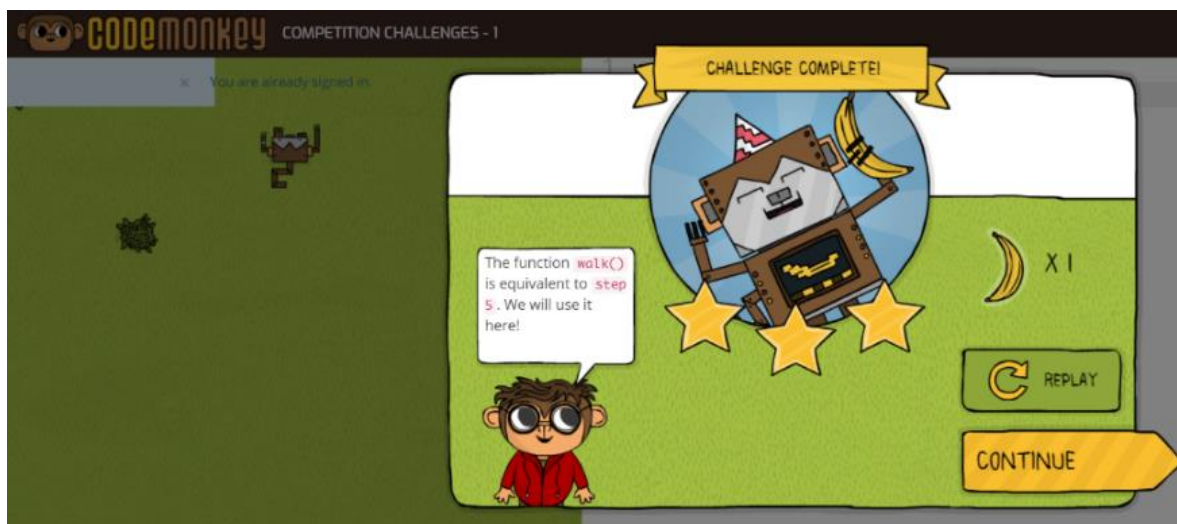 CODEMONKEY COMPETITION CHALLENGES - 1
CHALLENGE COMPLETE!
× You are already signed in.
1
The function walk()
is equivalent to step
5. We will use it
here!
X 1
REPLAY
CONTINUE